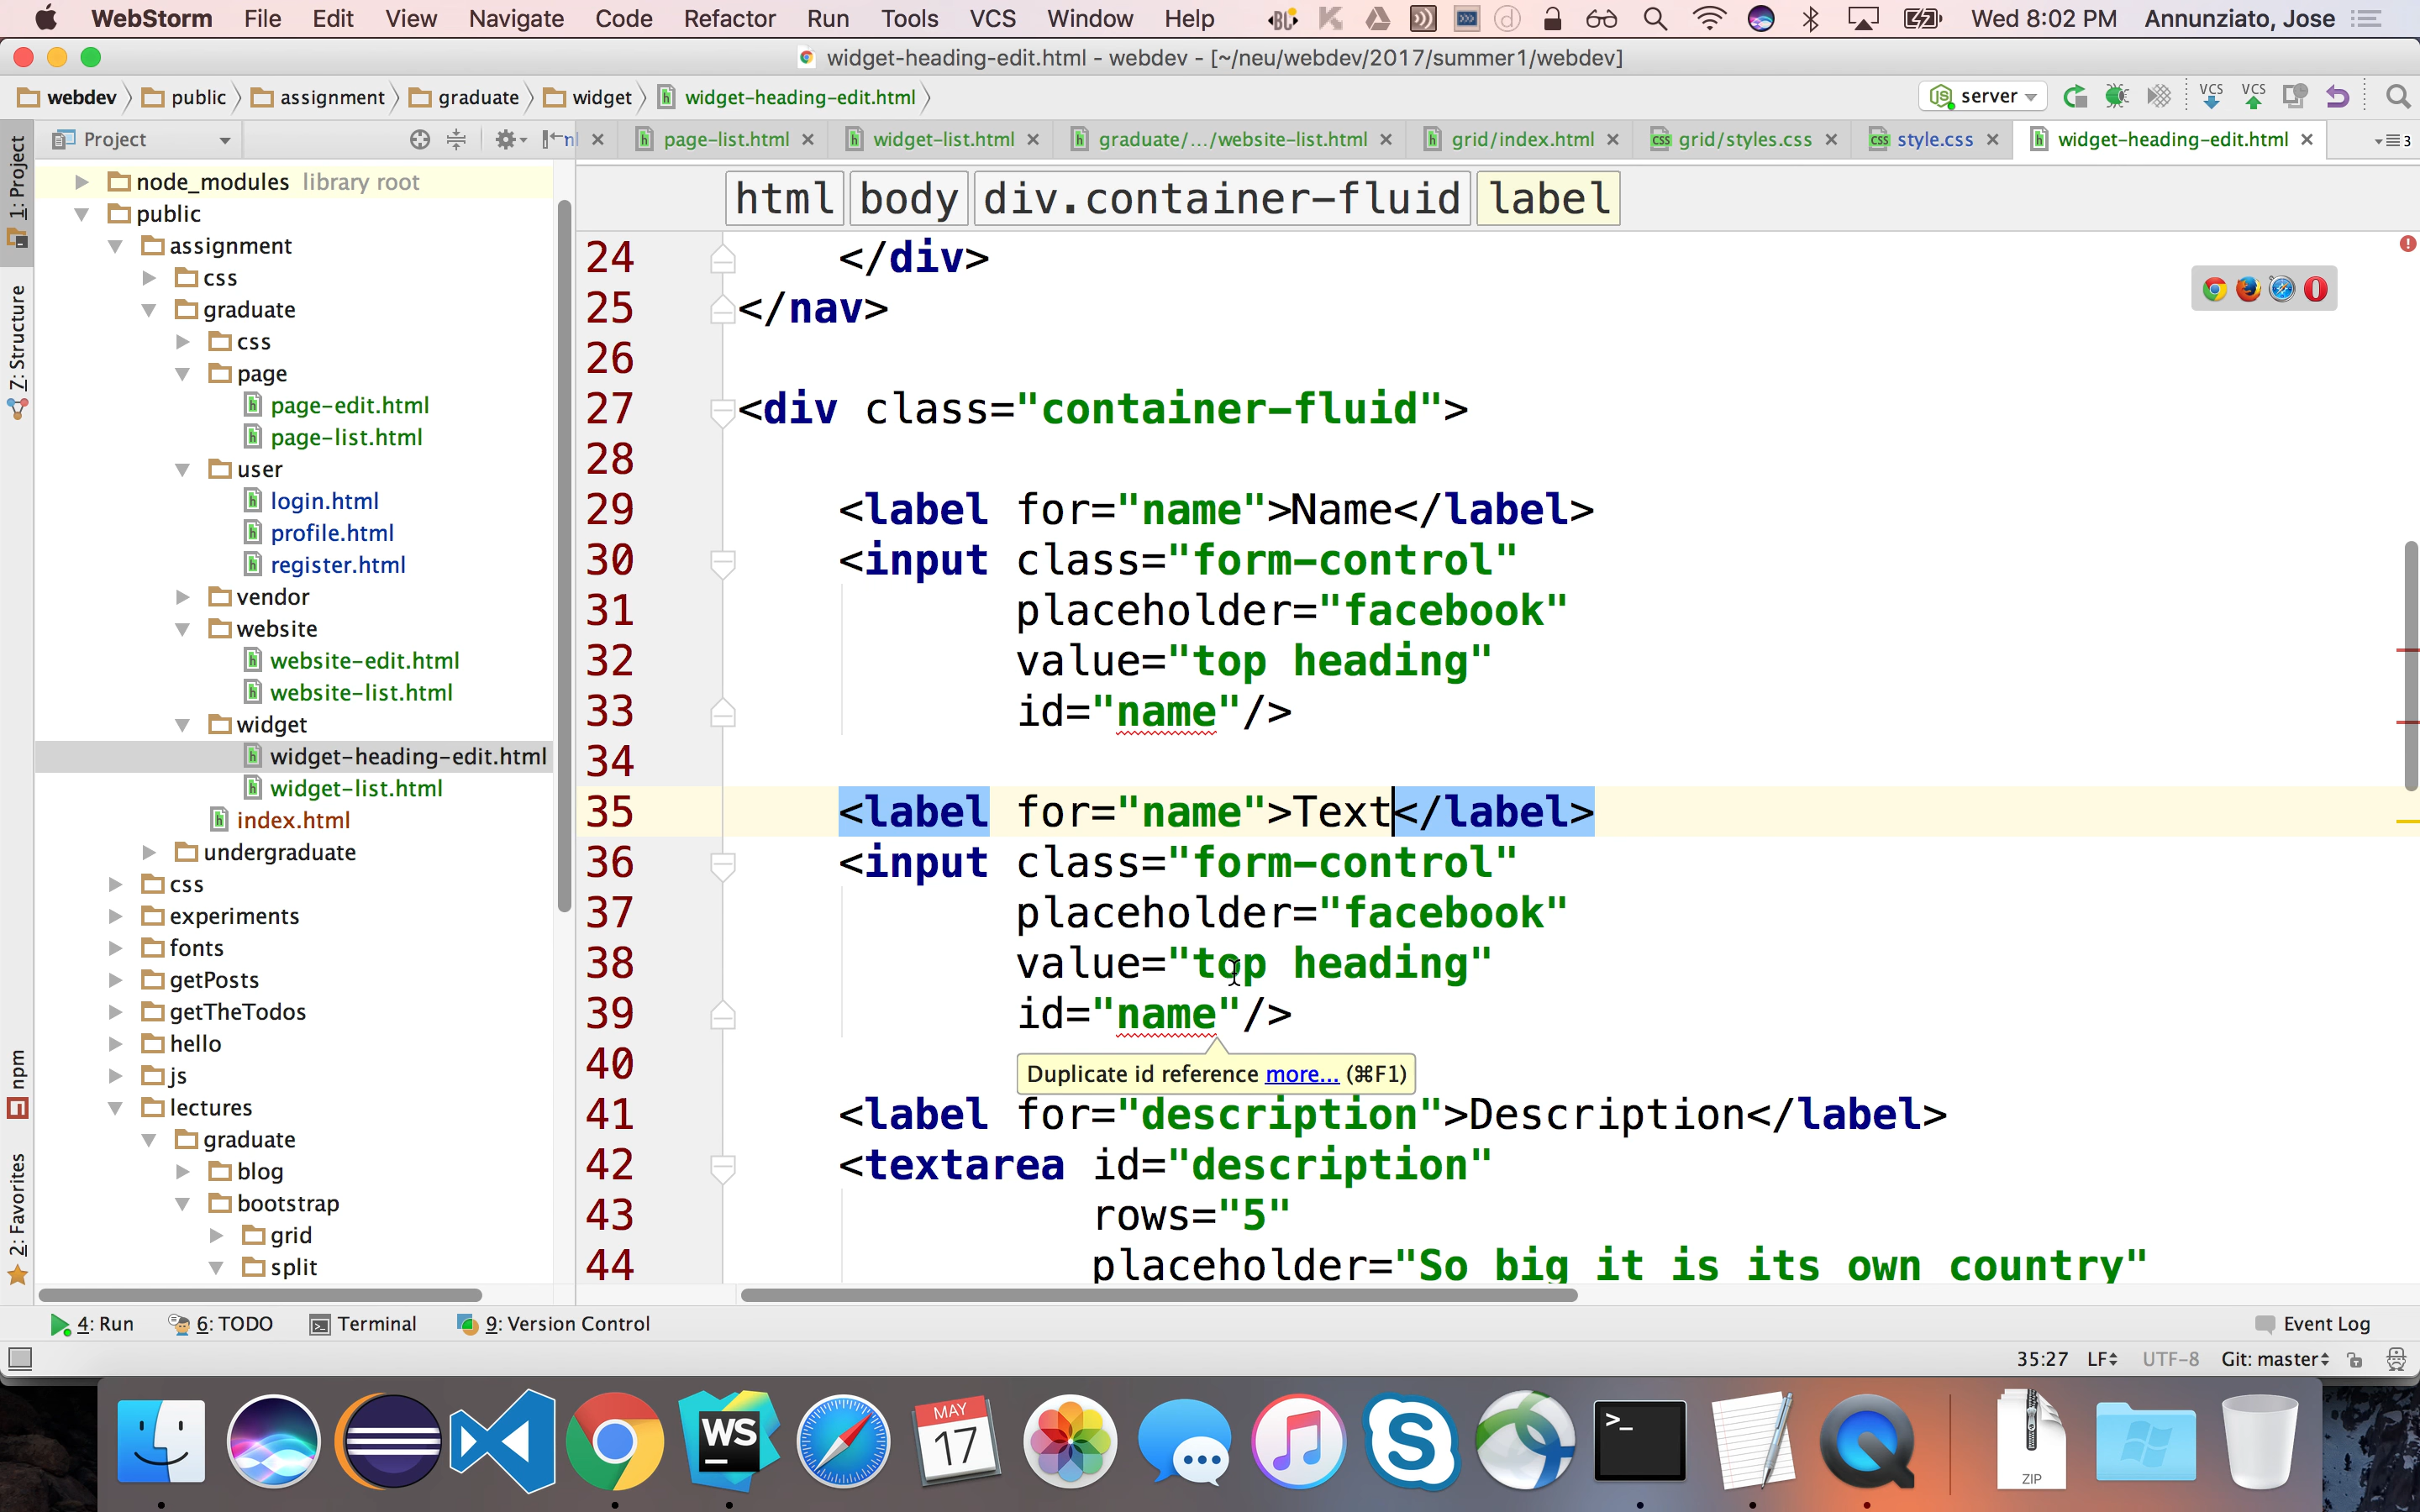 WebStorm File Edit View Navigate Code Refactor Run Tools VCS Window Help Wed 8:02 PM Annunziato, Jose
widget-heading-edit.html - webdev - [~/neu/webdev/2017/summer1/webdev]
webdev public assignment graduate widget widget-heading-edit.html server VCS VCS
Project page-list.html widget-list.html graduate/.../website-list.html grid/index.html grid/styles.css style.css widget-heading-edit.html 3
1: Project
7: Structure
npm
2: Favorites
node_modules library root
public
assignment
css
graduate
css
page
page-edit.html
page-list.html
user
login.html
profile.html
register.html
vendor
website
website-edit.html
website-list.html
widget
widget-heading-edit.html
widget-list.html
index.html
undergraduate
css
experiments
fonts
getPosts
getTheTodos
hello
js
lectures
graduate
blog
bootstrap
grid
split
html body div.container-fluid label
24 </div>
25 </nav>
26
27 <div class="container-fluid">
28
29 <label for="name">Name</label>
30 <input class="form-control"
31 placeholder="facebook"
32 value="top heading"
33 id="name"/>
34
35 <label for="name">Text</label>
36 <input class="form-control"
37 placeholder="facebook"
38 value="top heading"
39 id="name"/>
40
Duplicate id reference more... (⌘F1)
41 <label for="description">Description</label>
42 <textarea id="description"
43 rows="5"
44 placeholder="So big it is its own country"
4: Run 6: TODO Terminal 9: Version Control Event Log
35:27 LF UTF-8 Git: master
WS
MAY
17
ZIP